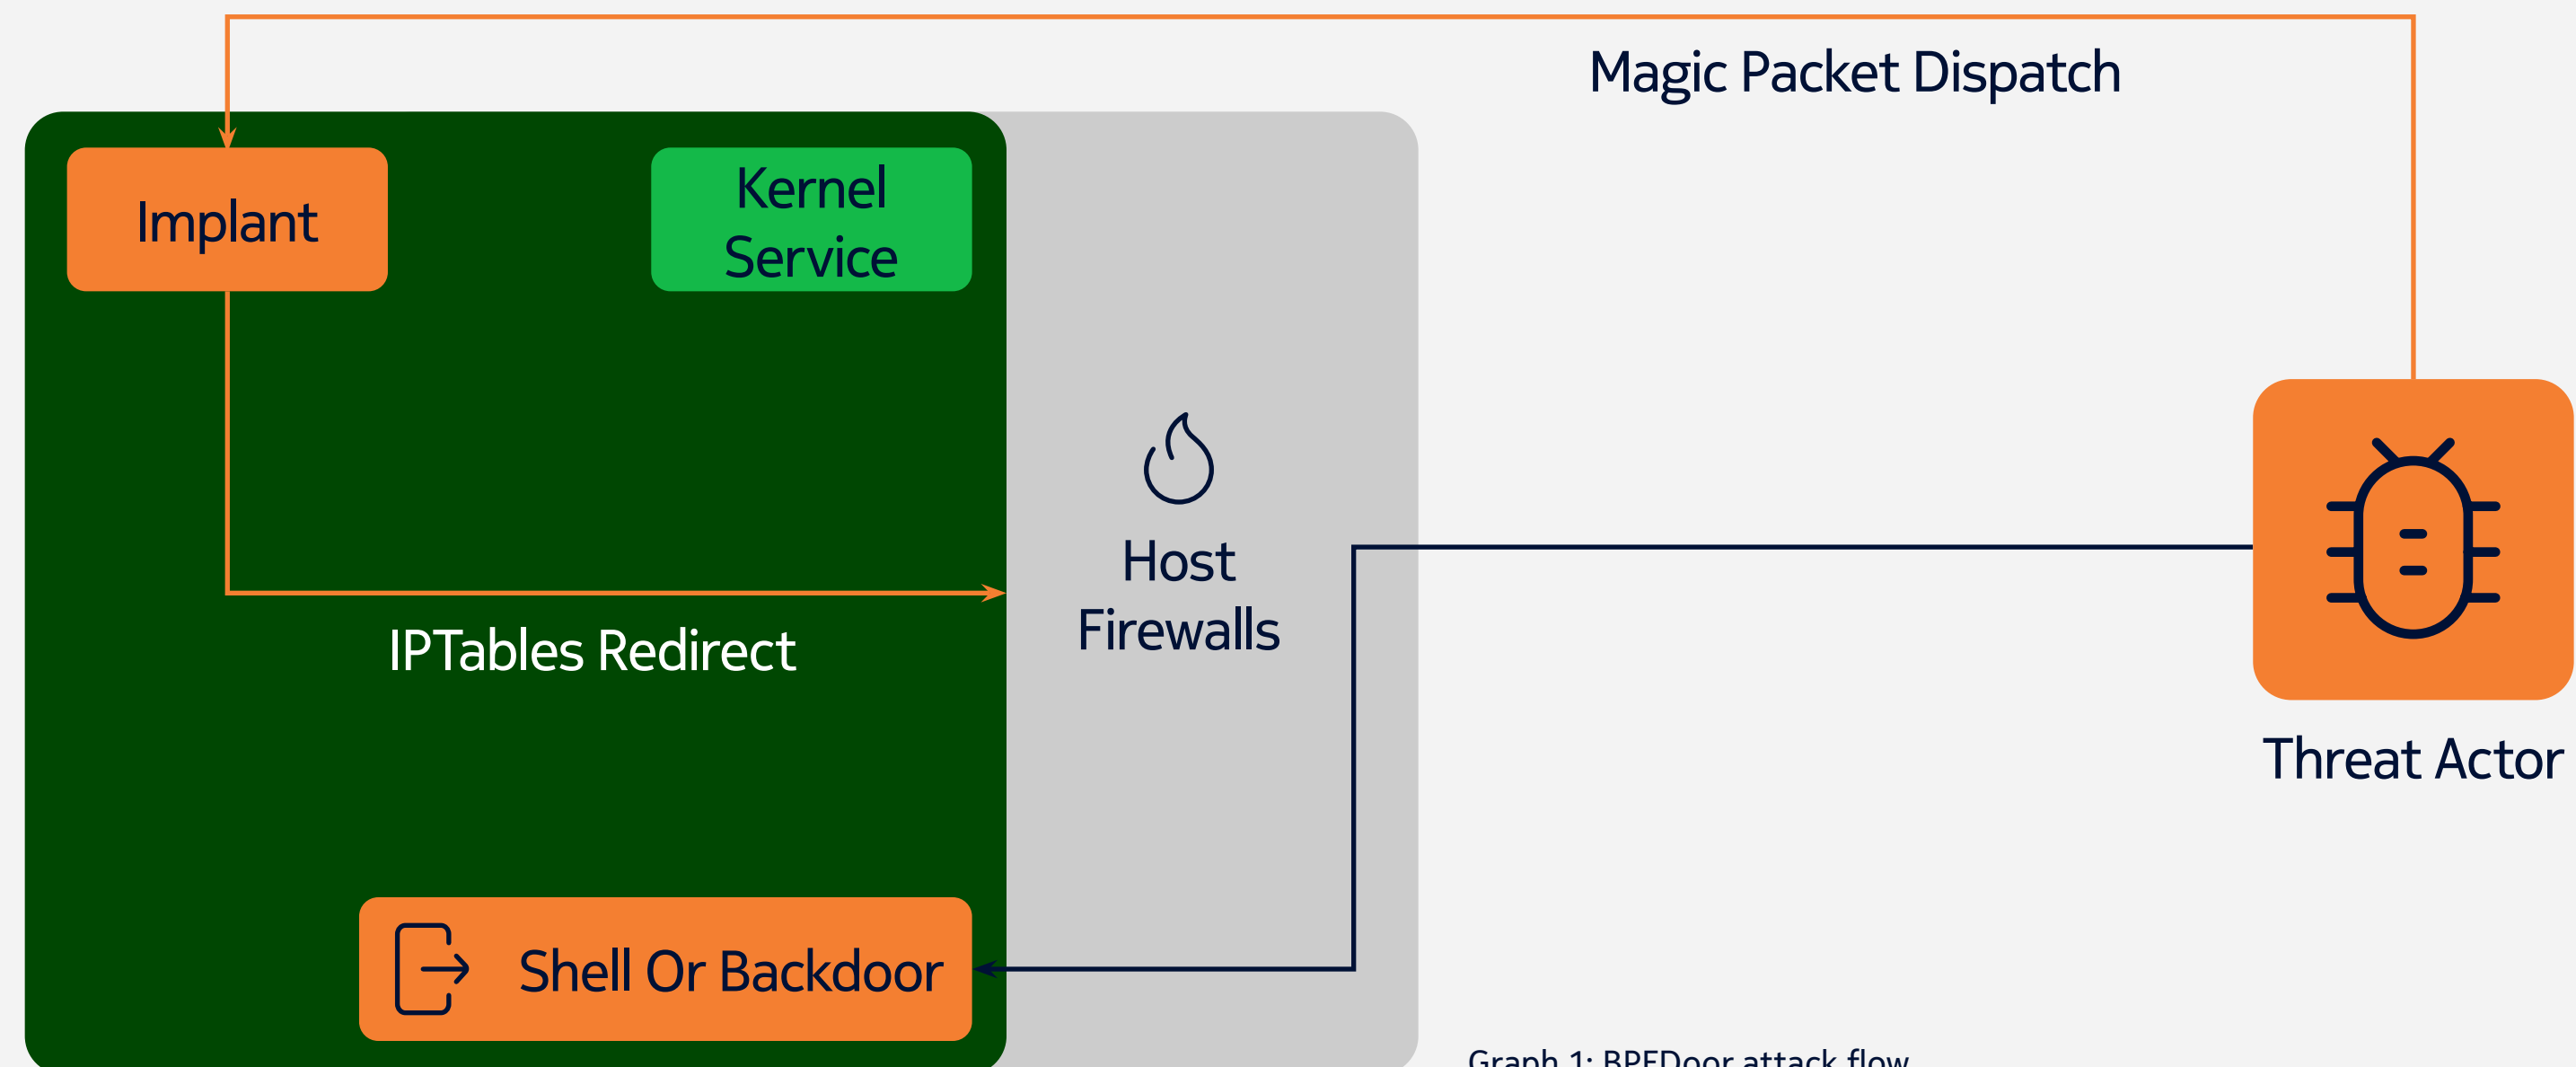 Magic Packet Dispatch
Implant
Kernel
Service
Host
Firewalls
IPTables Redirect
Threat Actor
Shell Or Backdoor
Graph 1: BPFDoor attack flow